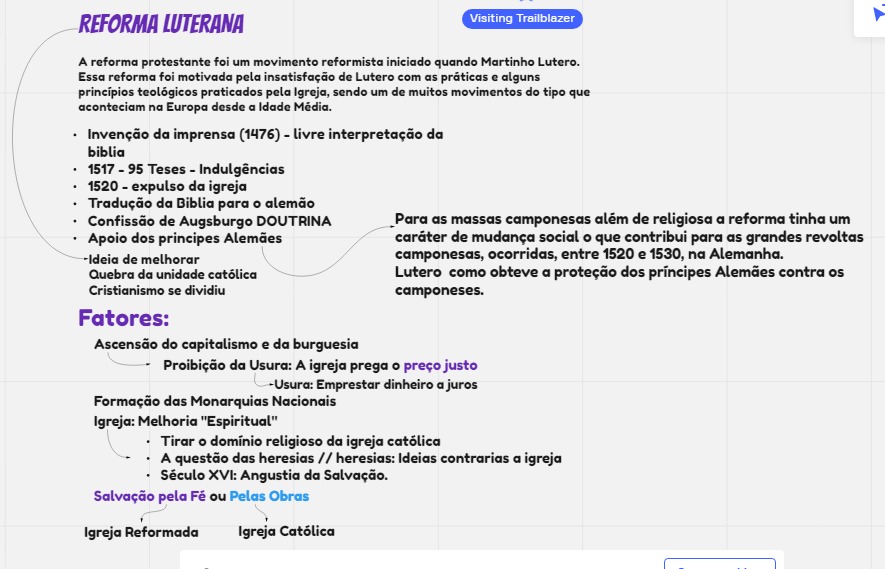 REFORMA LUTERANA
Visiting Trailblazer
A reforma protestante foi um movimento reformista iniciado quando Martinho Lutero.
Essa reforma foi motivada pela insatisfação de Lutero com as práticas e alguns
princípios teológicos praticados pela Igreja, sendo um de muitos movimentos do tipo que
aconteciam na Europa desde a Idade Média.
• Invenção da imprensa (1476) - livre interpretação da
biblia
• 1517 - 95 Teses - Indulgências
• 1520 - expulso da igreja
• Tradução da Biblia para o alemão
• Confissão de Augsburgo DOUTRINA
• Apoio dos principes Alemães
Ideia de melhorar
Quebra da unidade católica
Cristianismo se dividiu
Para as massas camponesas além de religiosa a reforma tinha um
caráter de mudança social o que contribui para as grandes revoltas
camponesas, ocorridas, entre 1520 e 1530, na Alemanha.
Lutero como obteve a proteção dos príncipes Alemães contra os
camponeses.
Fatores:
Ascensão do capitalismo e da burguesia
Proibição da Usura: A igreja prega o preço justo
Usura: Emprestar dinheiro a juros
Formação das Monarquias Nacionais
Igreja: Melhoria "Espiritual"
• Tirar o domínio religioso da igreja católica
• A questão das heresias // heresias: Ideias contrarias a igreja
• Século XVI: Angustia da Salvação.
Salvação pela Fé ou Pelas Obras
Igreja Reformada
Igreja Católica